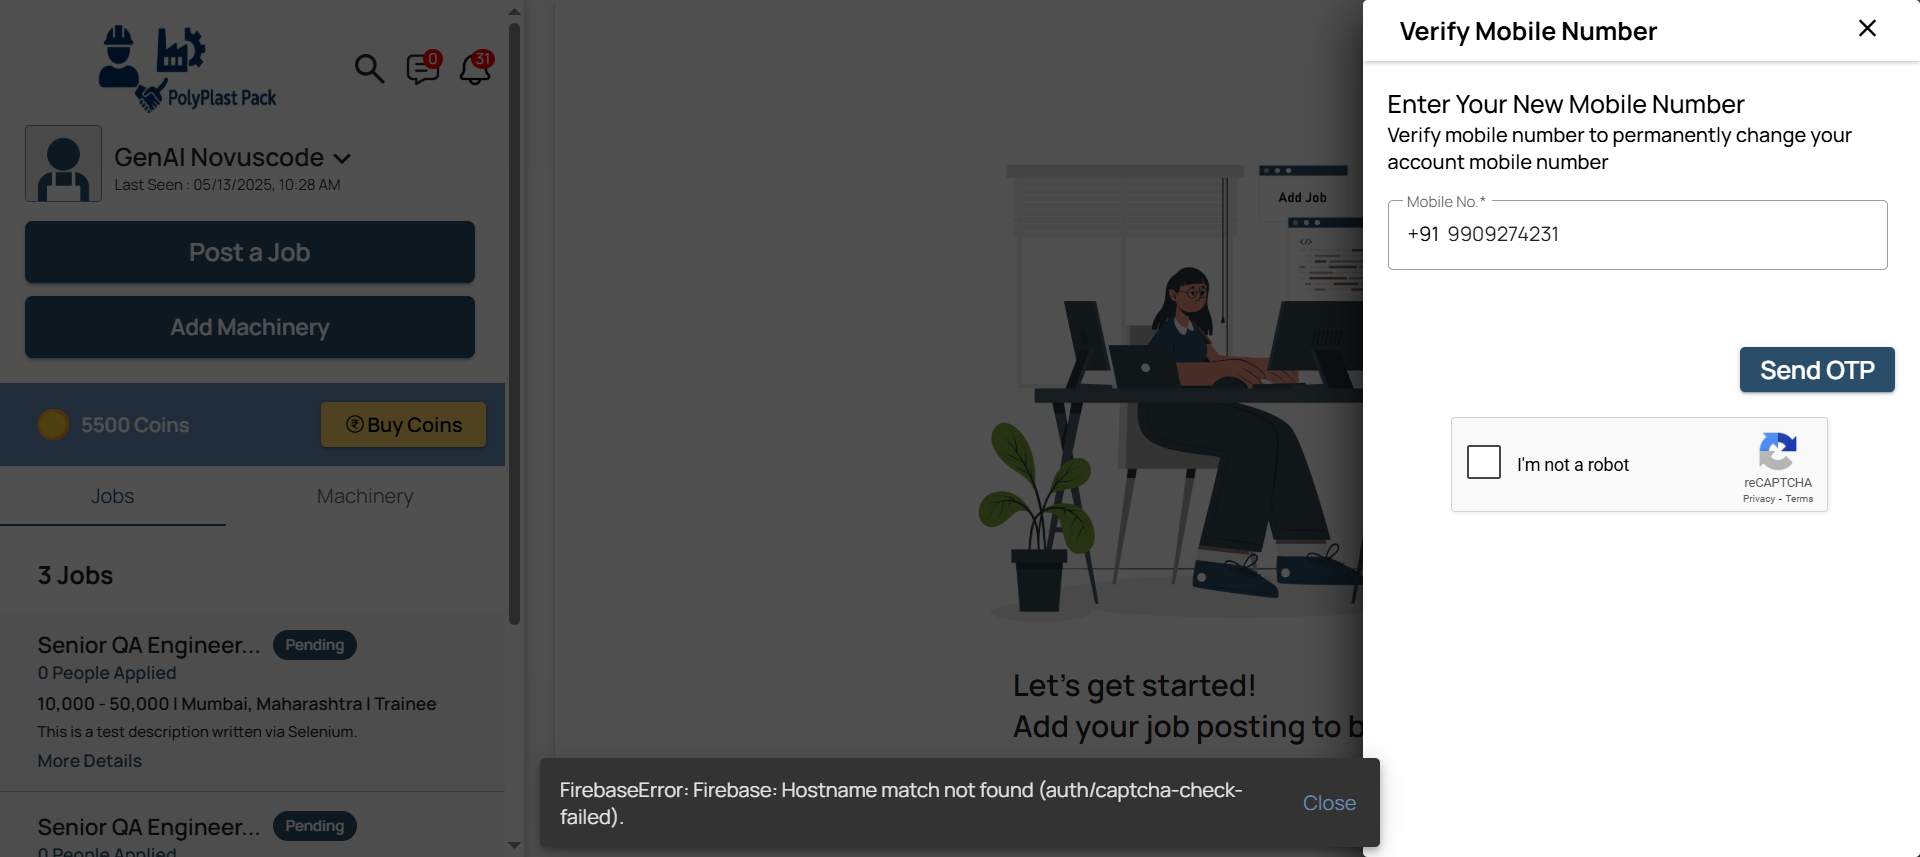 PolyPlast Pack
0
31
GenAI Novuscode
Last Seen : 05/13/2025, 10:28 AM
Post a Job
Add Machinery
5500 Coins
Buy Coins
Jobs
Machinery
3 Jobs
Senior QA Engineer...
Pending
0 People Applied
10,000 - 50,000 | Mumbai, Maharashtra | Trainee
This is a test description written via Selenium.
More Details
Senior QA Engineer...
Pending
0 People Applied
Add Job
Let's get started!
Add your job posting to b
FirebaseError: Firebase: Hostname match not found (auth/captcha-check-
failed).
Close
Verify Mobile Number
Enter Your New Mobile Number
Verify mobile number to permanently change your
account mobile number
Mobile No.*
+91 9909274231
Send OTP
I'm not a robot
reCAPTCHA
Privacy - Terms